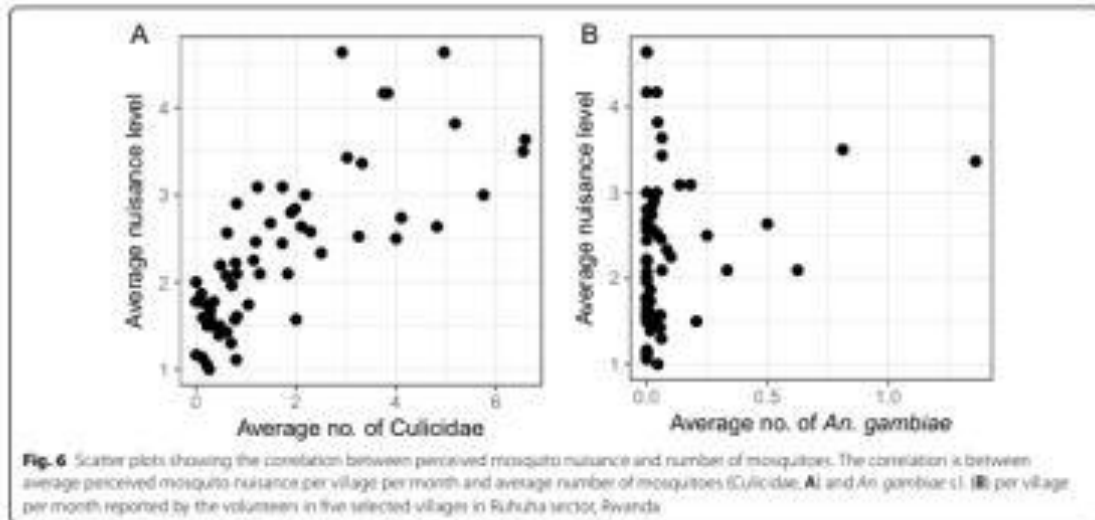 A
B
Average nuisance level
4
3
2
1
0
2
4
6
Average no. of Culicidae
Average nuisance level
4
3
2
1
0.0
0.5
1.0
Average no. of An. gambiae
Fig. 6 Scatter plots showing the correlation between perceived mosquito nuisance and number of mosquitoes. The correlation is between
average perceived mosquito nuisance per village per month and average number of mosquitoes (Culicidae, A) and An gambiae s.l. (B) per village
per month reported by the volunteers in five selected villages in Ruhuha sector, Rwanda